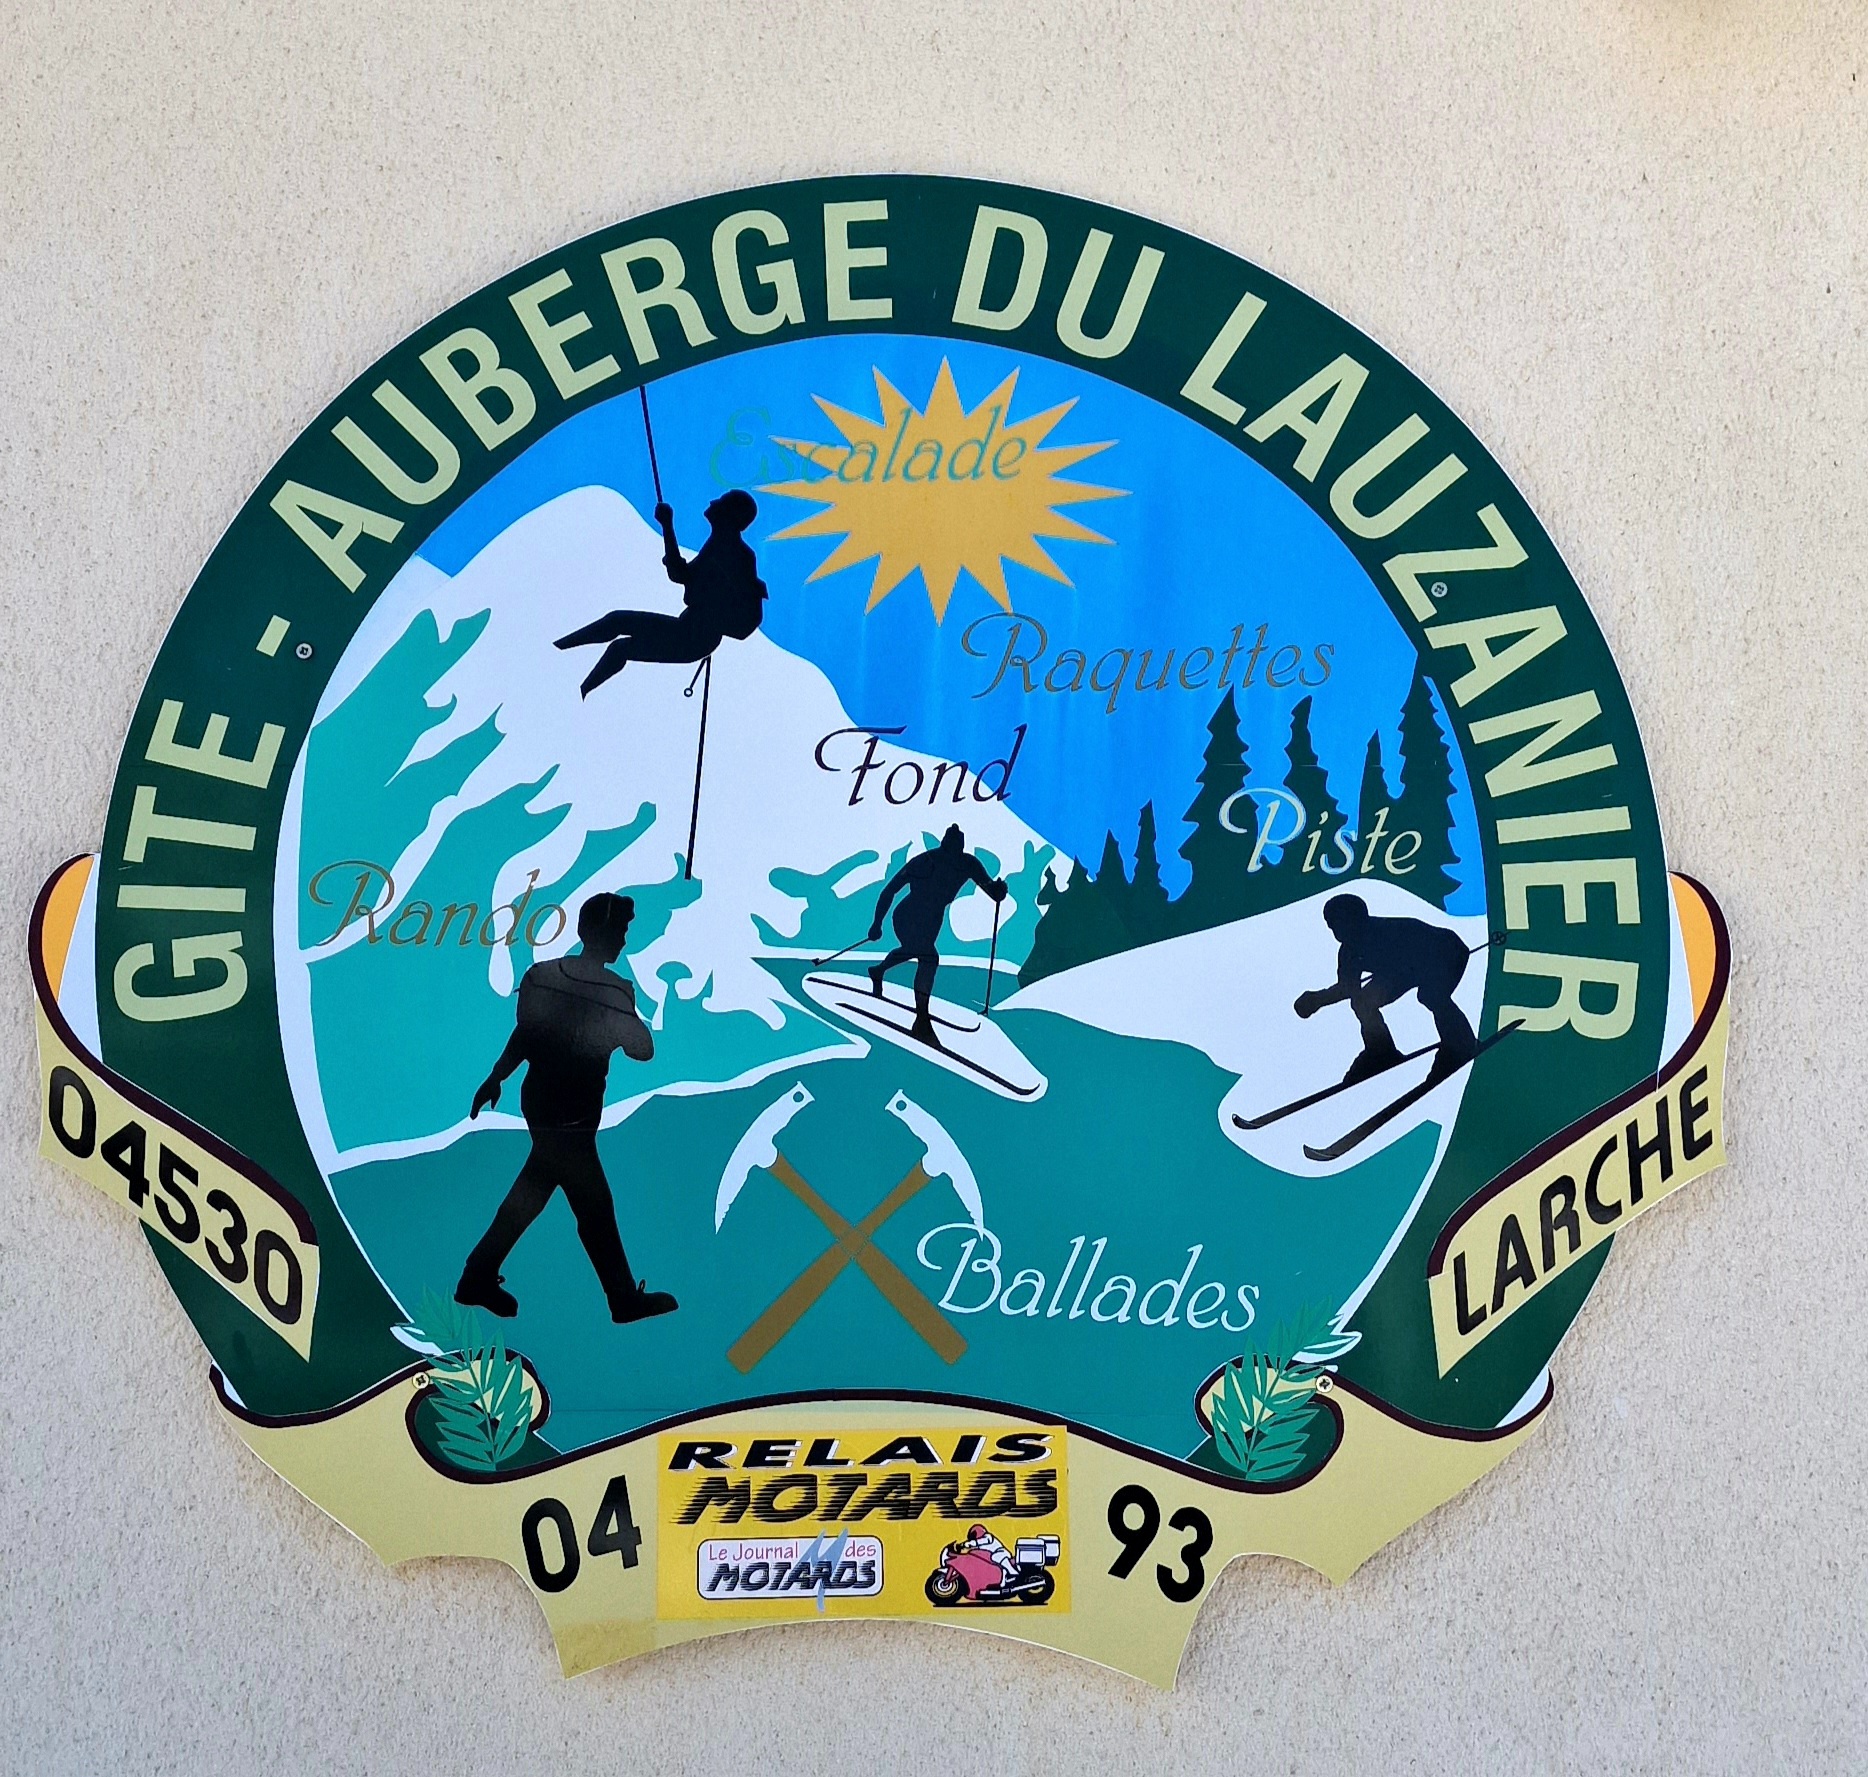 GITE - AUBERGE DU LAUZANIER
Escalade
Raquettes
Fond
Piste
Rando
Ballades
04530
LARCHE
04
93
RELAIS
MOTARDS
Le Journal des
MOTARDS